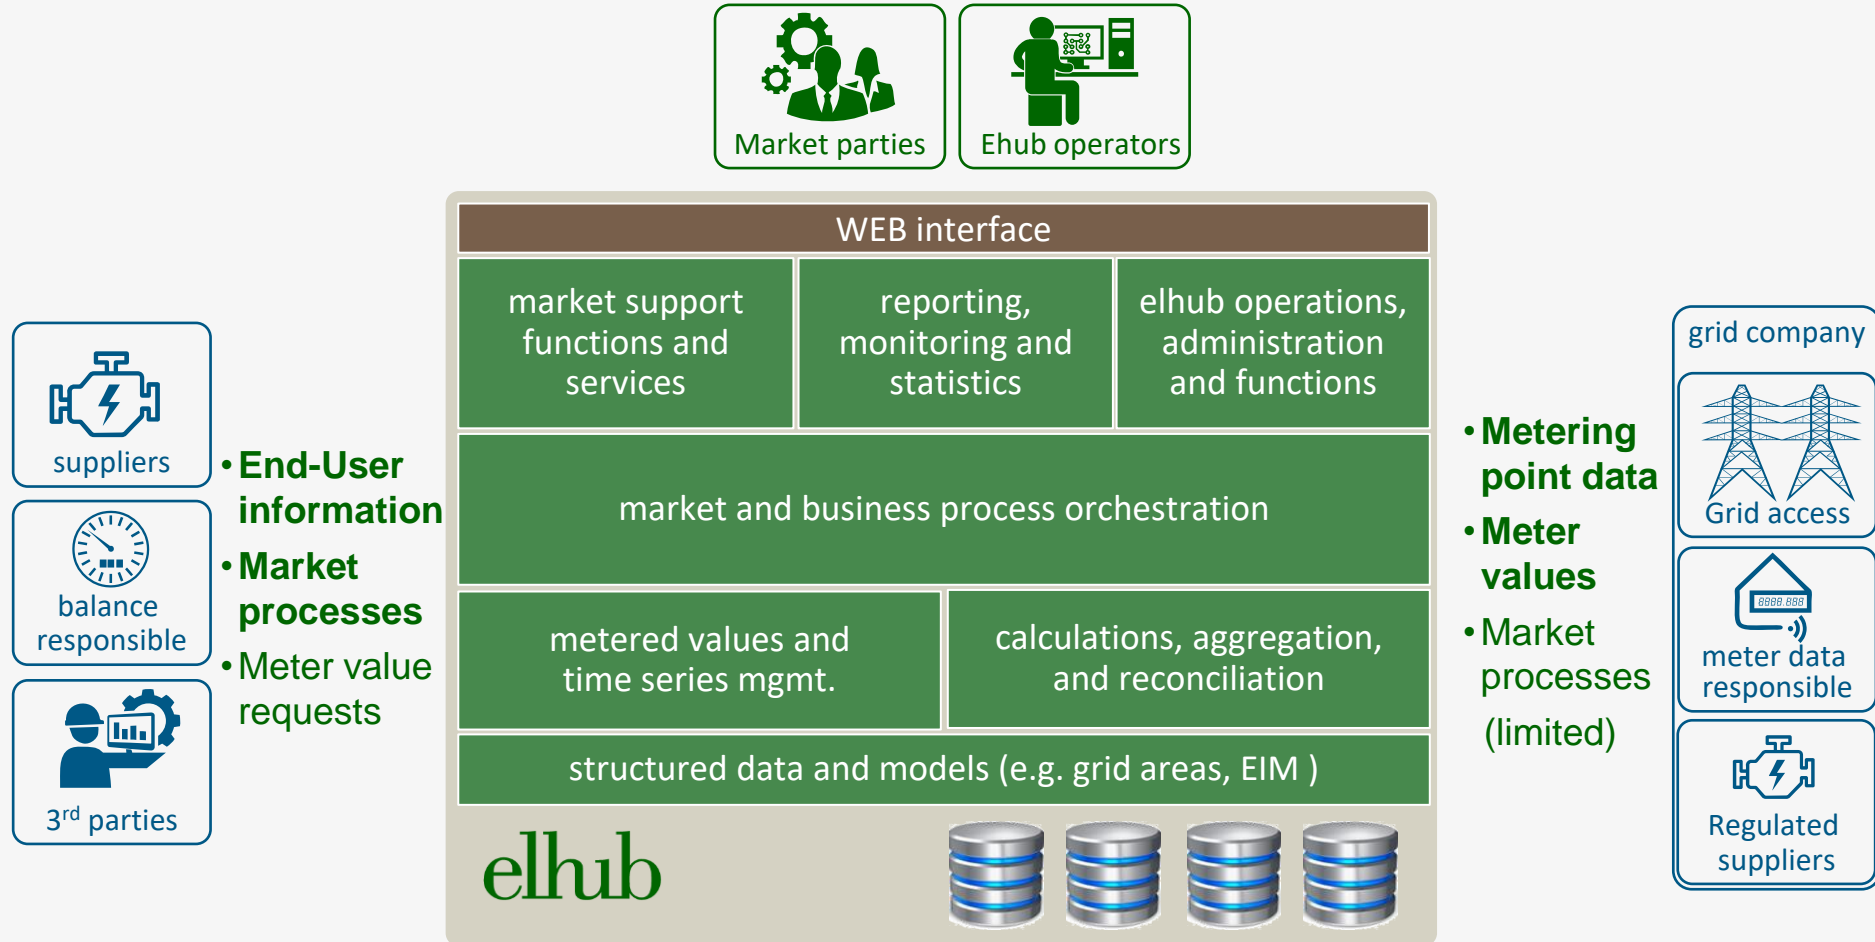 Market parties
Ehub operators
WEB interface
market support
functions and
services
reporting,
monitoring and
statistics
elhub operations,
administration
and functions
market and business process orchestration
metered values and
time series mgmt.
calculations, aggregation,
and reconciliation
structured data and models (e.g. grid areas, EIM )
elhub
suppliers
balance
responsible
3rd parties
• End-User
information
• Market
processes
• Meter value
requests
• Metering
point data
• Meter
values
• Market
processes
(limited)
grid company
Grid access
8888.888
meter data
responsible
Regulated
suppliers